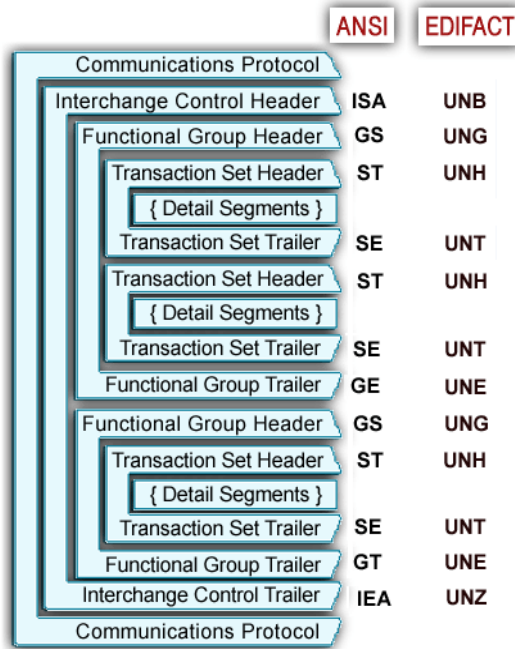 ANSI EDIFACT
Communications Protocol
Interchange Control Header ISA UNB
Functional Group Header GS UNG
Transaction Set Header ST UNH
{ Detail Segments }
Transaction Set Trailer SE UNT
Transaction Set Header ST UNH
{ Detail Segments }
Transaction Set Trailer SE UNT
Functional Group Trailer GE UNE
Functional Group Header GS UNG
Transaction Set Header ST UNH
{ Detail Segments }
Transaction Set Trailer SE UNT
Functional Group Trailer GT UNE
Interchange Control Trailer IEA UNZ
Communications Protocol